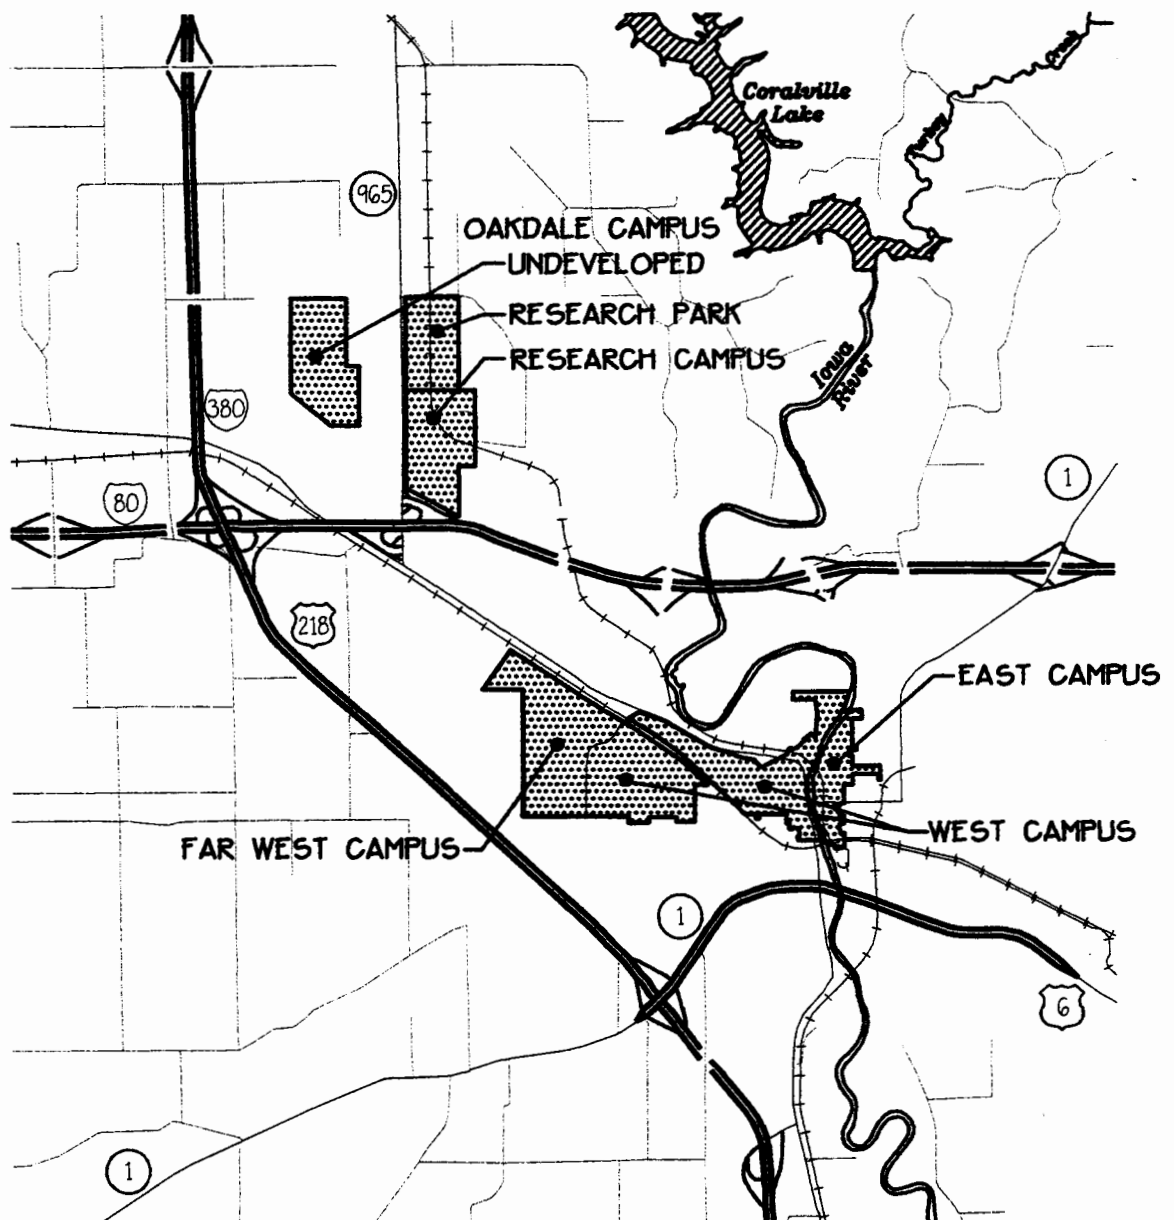 Coralville
Lake
Turkey
Creek
965
OAKDALE CAMPUS
UNDEVELOPED
RESEARCH PARK
RESEARCH CAMPUS
Iowa
River
380
80
1
218
EAST CAMPUS
WEST CAMPUS
FAR WEST CAMPUS
1
6
1